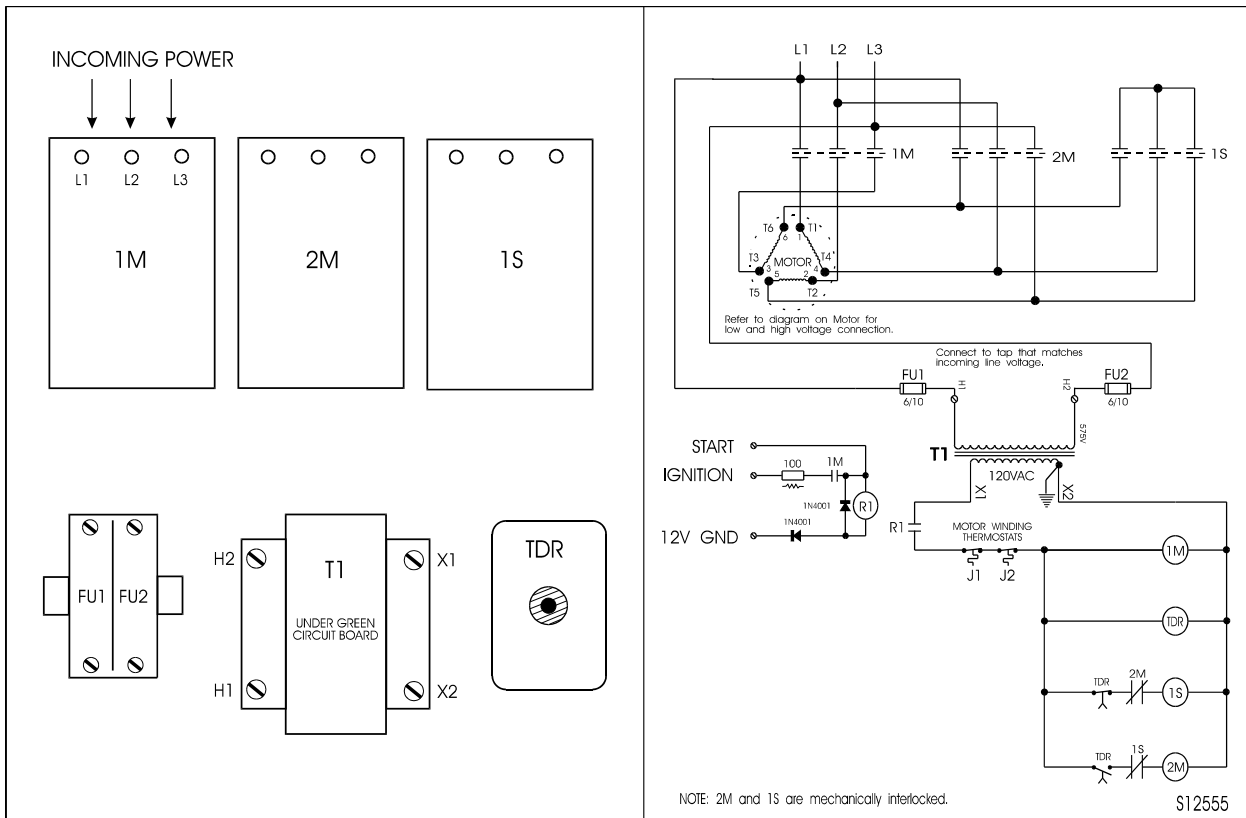 INCOMING POWER
L1 L2 L3
1M
2M
1S
FU1 FU2
H2
H1
T1
UNDER GREEN
CIRCUIT BOARD
X1
X2
TDR
L1 L2 L3
1M
2M
1S
T6
T1
6
1
T3
T4
MOTOR
3
4
5
2
T5
T2
Refer to diagram on Motor for
low and high voltage connection.
Connect to tap that matches
incoming line voltage.
FU1
6/10
H1
H2
FU2
6/10
575V
T1
120VAC
X1
X2
START
IGNITION
100
1M
1N4001
R1
12V GND
1N4001
R1
MOTOR WINDING
THERMOSTATS
J1
J2
1M
TDR
TDR
2M
1S
TDR
1S
2M
NOTE: 2M and 1S are mechanically interlocked.
S12555